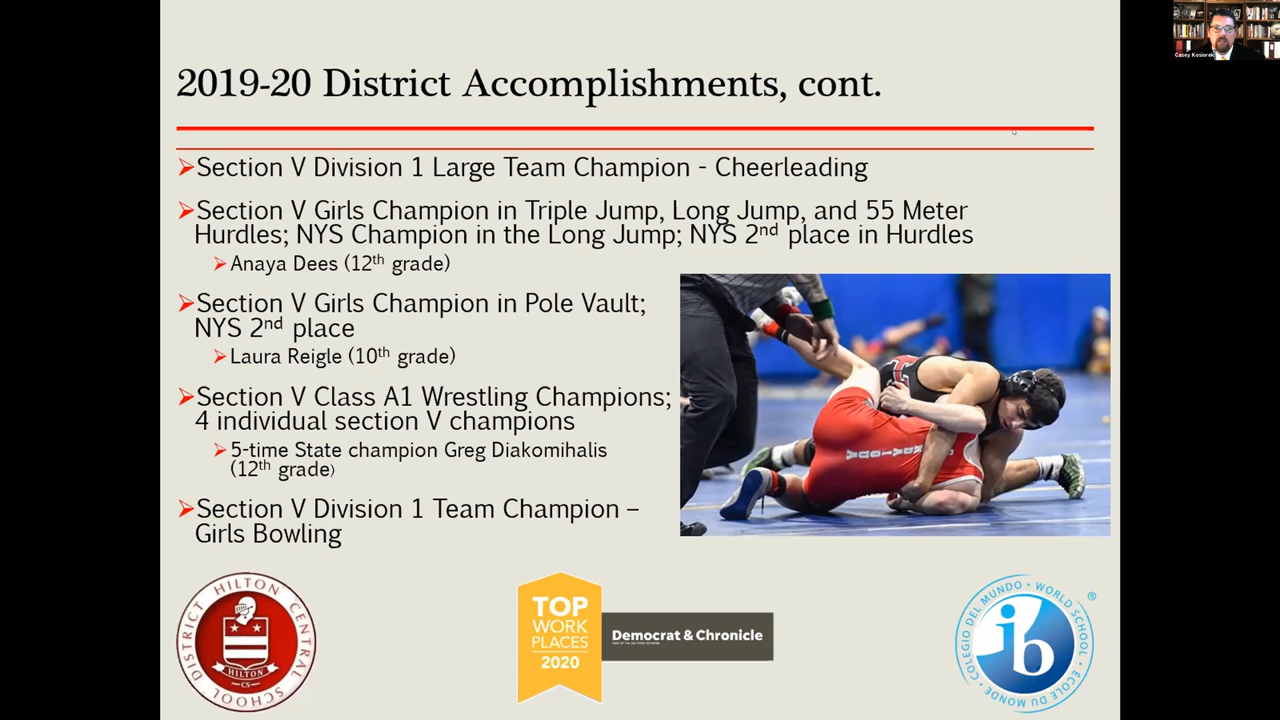 Casey Kosiorek
2019-20 District Accomplishments, cont.
➢Section V Division 1 Large Team Champion - Cheerleading
➢Section V Girls Champion in Triple Jump, Long Jump, and 55 Meter
Hurdles; NYS Champion in the Long Jump; NYS 2nd place in Hurdles
➢Anaya Dees (12th grade)
➢Section V Girls Champion in Pole Vault;
NYS 2nd place
➢Laura Reigle (10th grade)
➢Section V Class A1 Wrestling Champions;
4 individual section V champions
➢5-time State champion Greg Diakomihalis
(12th grade)
➢Section V Division 1 Team Champion –
Girls Bowling
HILTON CENTRAL SCHOOL DISTRICT
HILTON
CS
TOP
WORK
PLACES
2020
Democrat & Chronicle
COLEGIO DEL MUNDO · WORLD SCHOOL · ECOLE DU MONDE ·
ib
®